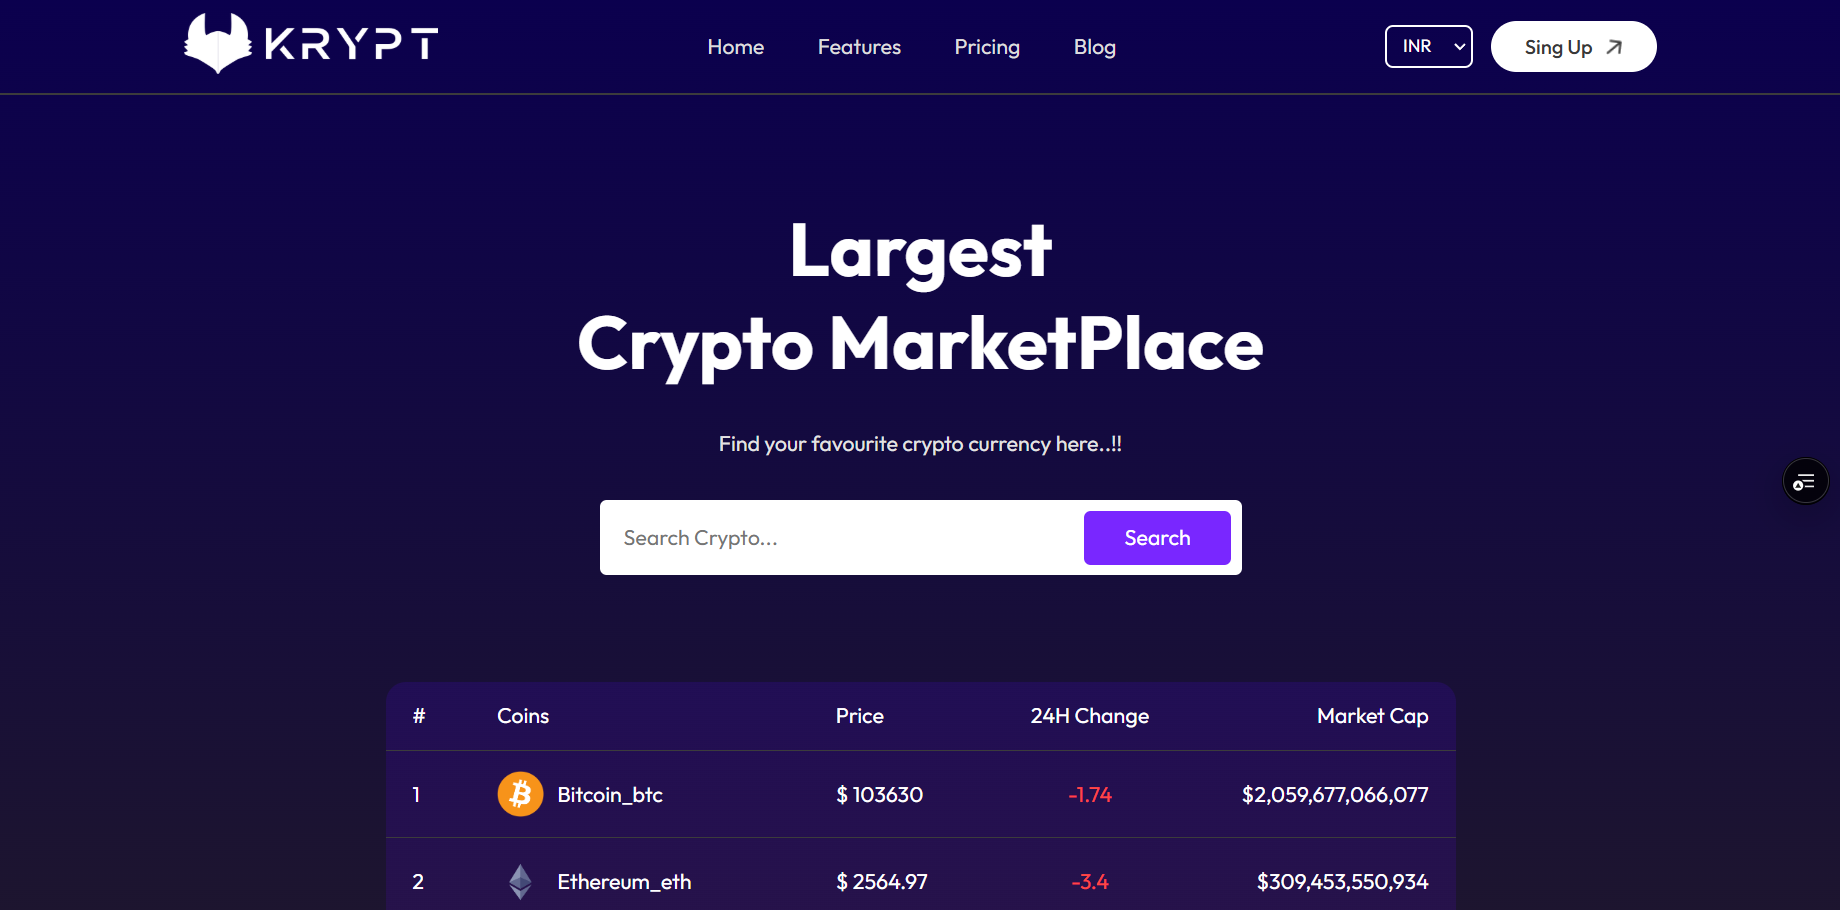 KRYPT
Home Features Pricing Blog
INR
Sing Up
Largest
Crypto MarketPlace
Find your favourite crypto currency here..!!
Search Crypto...
Search
# Coins Price 24H Change Market Cap
1 Bitcoin_btc $ 103630 -1.74 $2,059,677,066,077
2 Ethereum_eth $ 2564.97 -3.4 $309,453,550,934